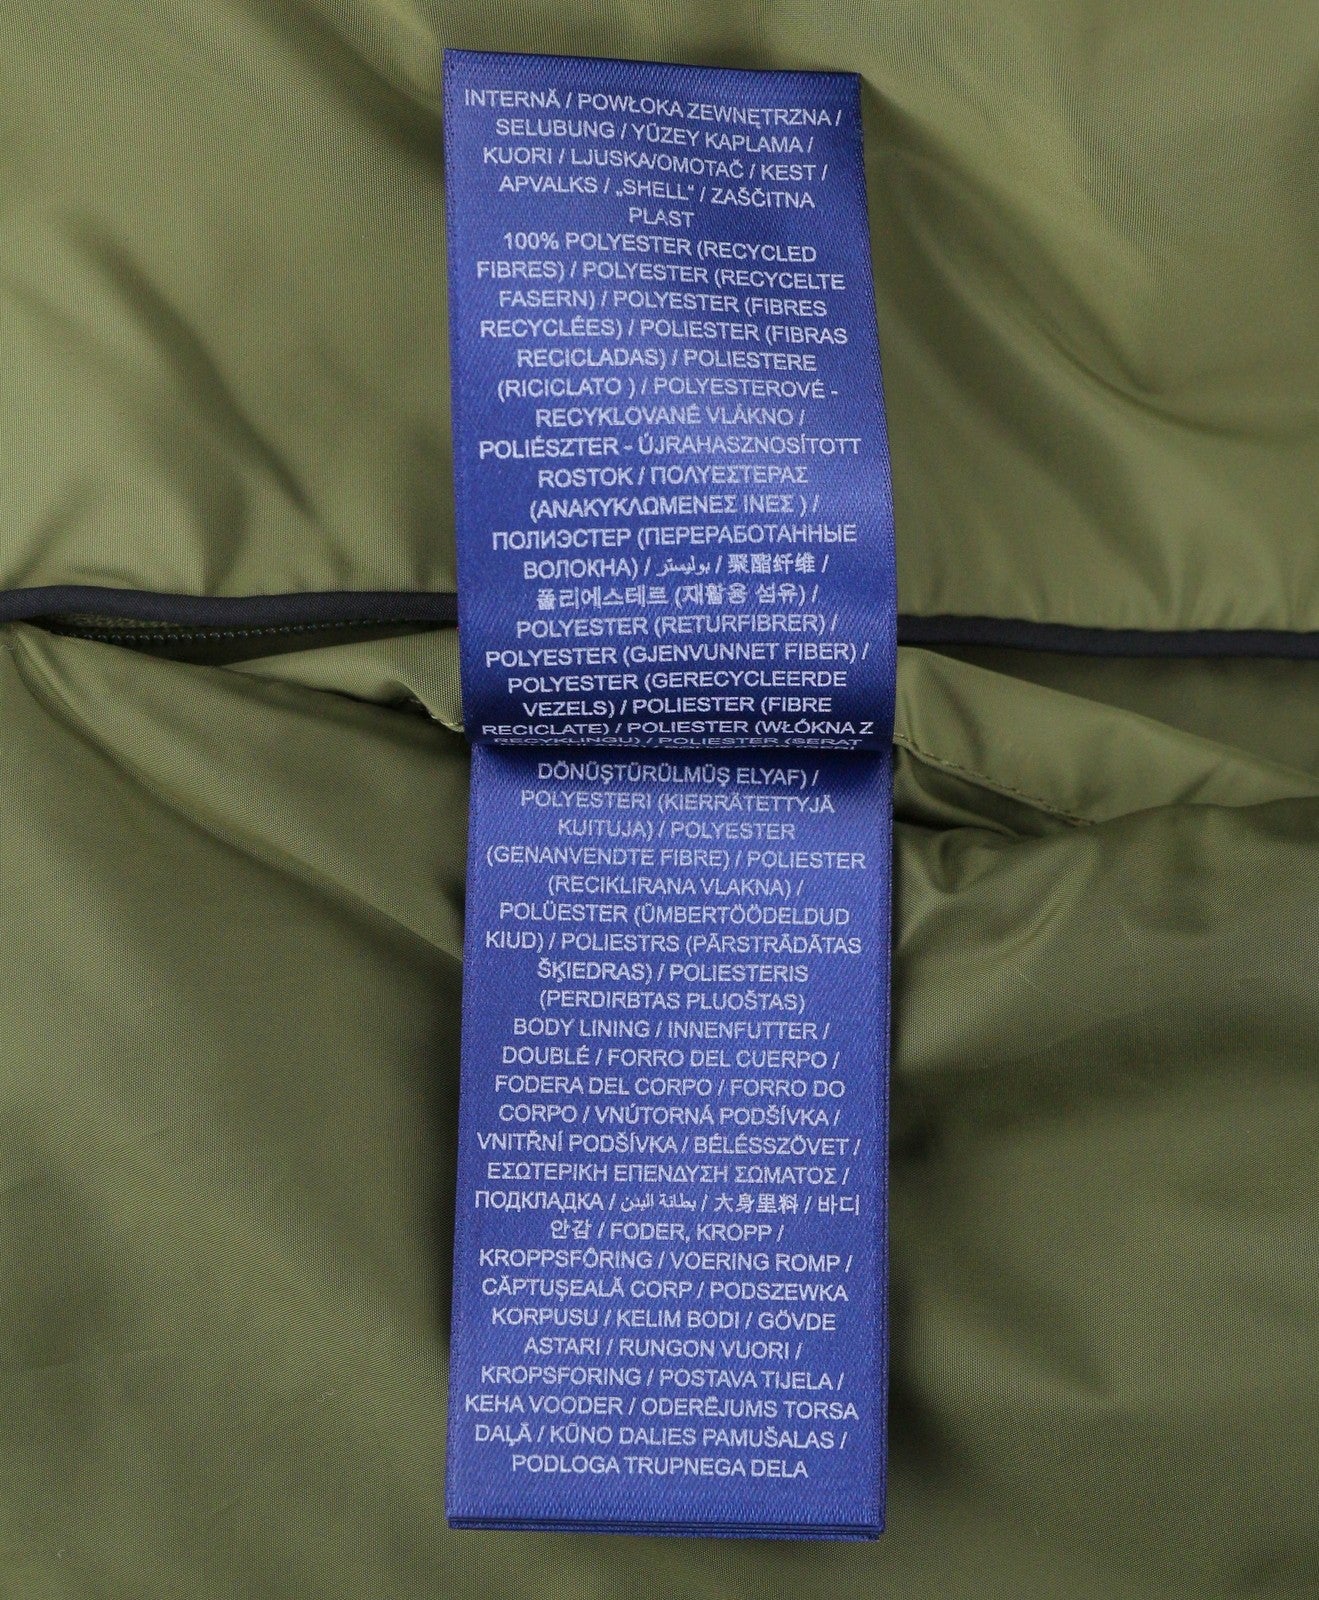 INTERNĂ / POWŁOKA ZEWNĘTRZNA /
SELUBUNG / YÜZEY KAPLAMA /
KUORI / LJUSKA/OMOTAČ / KEST /
APVALKS / „SHELL“ / ZAŠČITNA
PLAST
100% POLYESTER (RECYCLED
FIBRES) / POLYESTER (RECYCELTE
FASERN) / POLYESTER (FIBRES
RECYCLÉES) / POLIESTER (FIBRAS
RECICLADAS) / POLIESTERE
(RICICLATO ) / POLYESTEROVÉ -
RECYKLOVANÉ VLÁKNO /
POLIÉSZTER - ÚJRAHASZNOSÍTOTT
ROSTOK / ΠΟΛΥΕΣΤΕΡΑΣ
(ΑΝΑΚΥΚΛΩΜΕΝΕΣ ΙΝΕΣ ) /
ПОЛИЭСТЕР (ПЕРЕРАБОТАННЫЕ
ВОЛОКНА) / بوليستر / 聚酯纤维 /
폴리에스테르 (재활용 섬유) /
POLYESTER (RETURFIBRER) /
POLYESTER (GJENVUNNET FIBER) /
POLYESTER (GERECYCLEERDE
VEZELS) / POLIESTER (FIBRE
RECICLATE) / POLIESTER (WŁÓKNA Z
RECYKLINGU) / POLIESTER (SERAT
DÖNÜŞTÜRÜLMÜŞ ELYAF) /
POLYESTERI (KIERRÄTETTYJÄ
KUITUJA) / POLYESTER
(GENANVENDTE FIBRE) / POLIESTER
(RECIKLIRANA VLAKNA) /
POLÜESTER (ÜMBERTÖÖDELDUD
KIUD) / POLIESTRS (PĀRSTRĀDĀTAS
ŠĶIEDRAS) / POLIESTERIS
(PERDIRBTAS PLUOŠTAS)
BODY LINING / INNENFUTTER /
DOUBLÉ / FORRO DEL CUERPO /
FODERA DEL CORPO / FORRO DO
CORPO / VNÚTORNÁ PODŠÍVKA /
VNITŘNÍ PODŠÍVKA / BÉLÉSSZÖVET /
ΕΣΩΤΕΡΙΚΗ ΕΠΕΝΔΥΣΗ ΣΩΜΑΤΟΣ /
ПОДКЛАДКА / بطانة البدن / 大身里料 / 바디
안감 / FODER, KROPP /
KROPPSFÔRING / VOERING ROMP /
CĂPTUȘEALĂ CORP / PODSZEWKA
KORPUSU / KELIM BODI / GÖVDE
ASTARI / RUNGON VUORI /
KROPSFORING / POSTAVA TIJELA /
KEHA VOODER / ODERĒJUMS TORSA
DAĻĀ / KŪNO DALIES PAMUŠALAS /
PODLOGA TRUPNEGA DELA